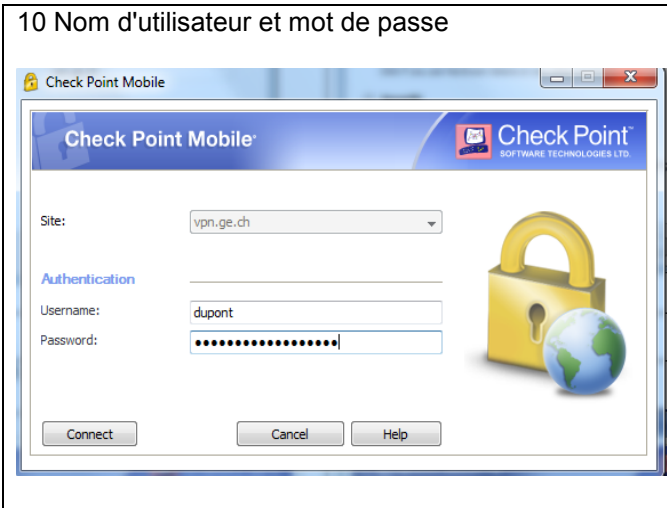 10 Nom d'utilisateur et mot de passe
Check Point Mobile
Check Point Mobile
Check Point™
SOFTWARE TECHNOLOGIES LTD.
Site: vpn.ge.ch
Authentication
Username: dupont
Password: ••••••••••••••••••
Connect Cancel Help